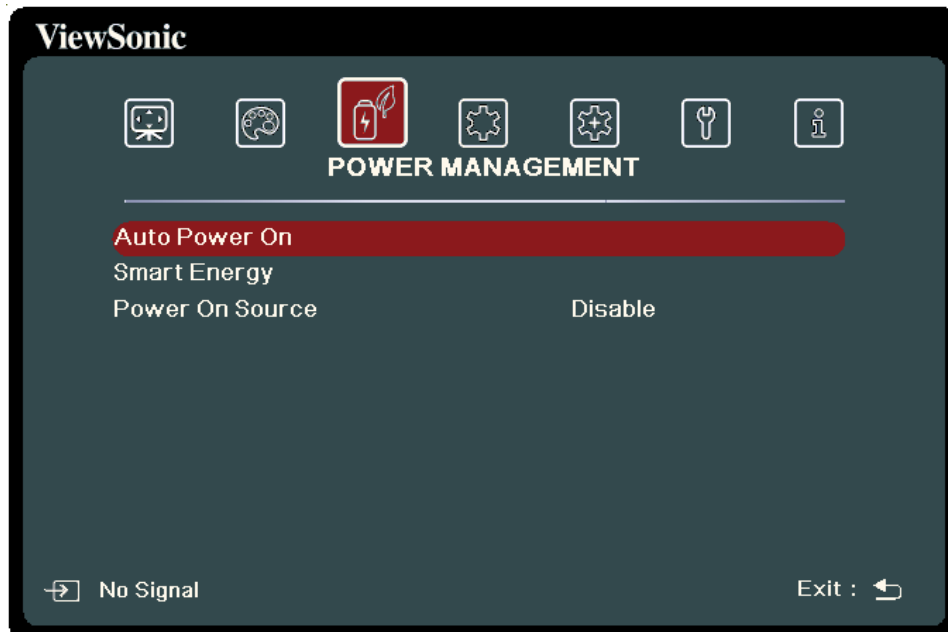 ViewSonic
POWER MANAGEMENT
Auto Power On
Smart Energy
Power On Source Disable
No Signal Exit :